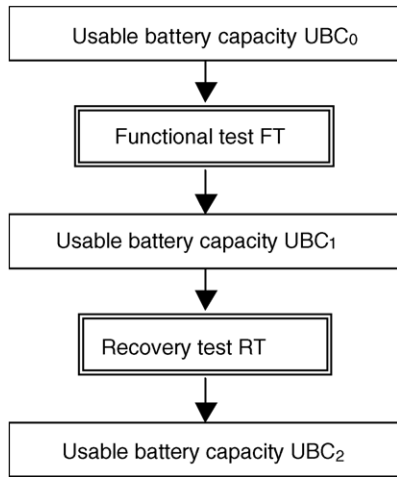 Usable battery capacity UBC₀
Functional test FT
Usable battery capacity UBC₁
Recovery test RT
Usable battery capacity UBC₂